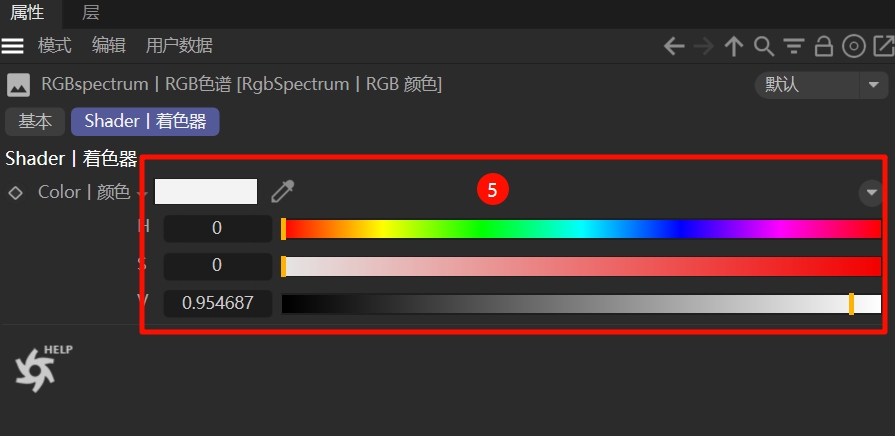 属性 层
模式 编辑 用户数据
RGBspectrum | RGB色谱 [RgbSpectrum | RGB 颜色] 默认
基本 Shader | 着色器
Shader | 着色器
Color | 颜色 5
H 0
S 0
V 0.954687
HELP